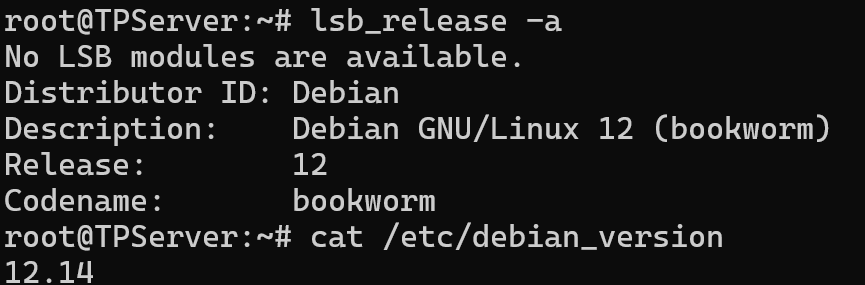 root@TPServer:~# lsb_release -a
No LSB modules are available.
Distributor ID: Debian
Description:    Debian GNU/Linux 12 (bookworm)
Release:        12
Codename:       bookworm
root@TPServer:~# cat /etc/debian_version
12.14